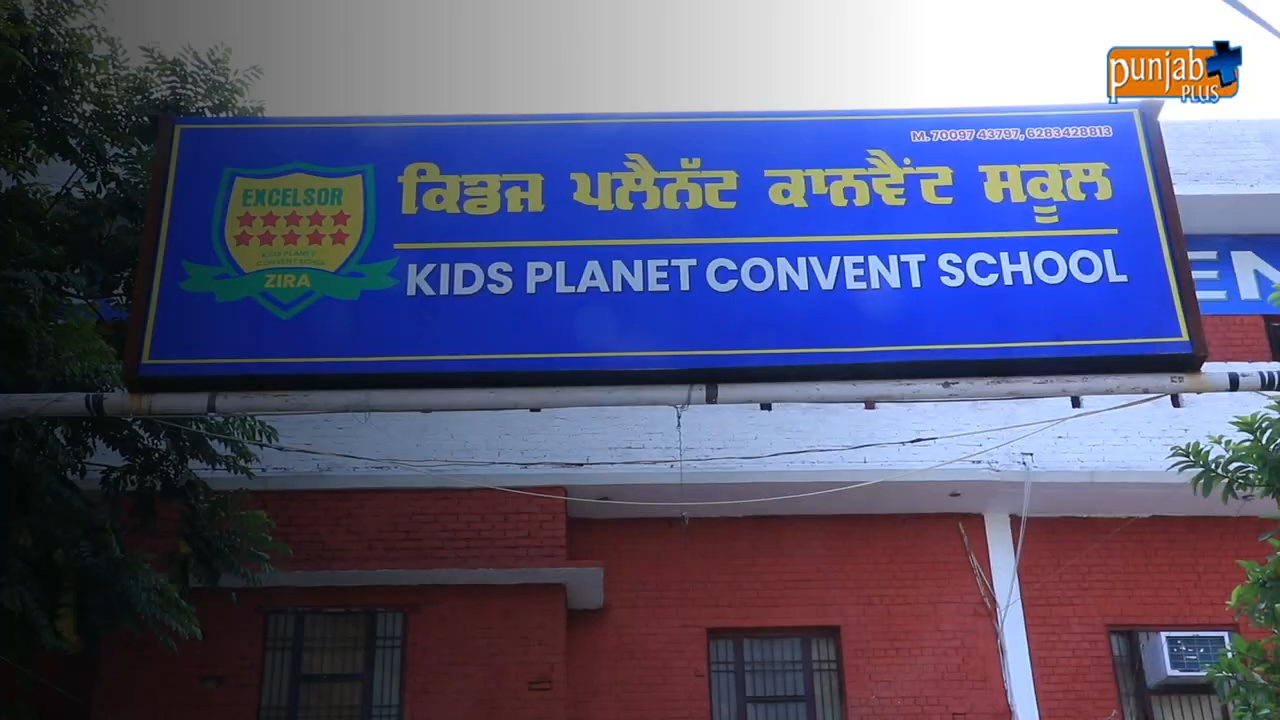 punjab
PLUS
M. 70097 43797, 6283428813
ਕਿਡਜ ਪਲੈਨੱਟ ਕਾਨਵੈਂਟ ਸਕੂਲ
KIDS PLANET CONVENT SCHOOL
EXCELSOR
KIDS PLANET
CONVENT SCHOOL
ZIRA
EN